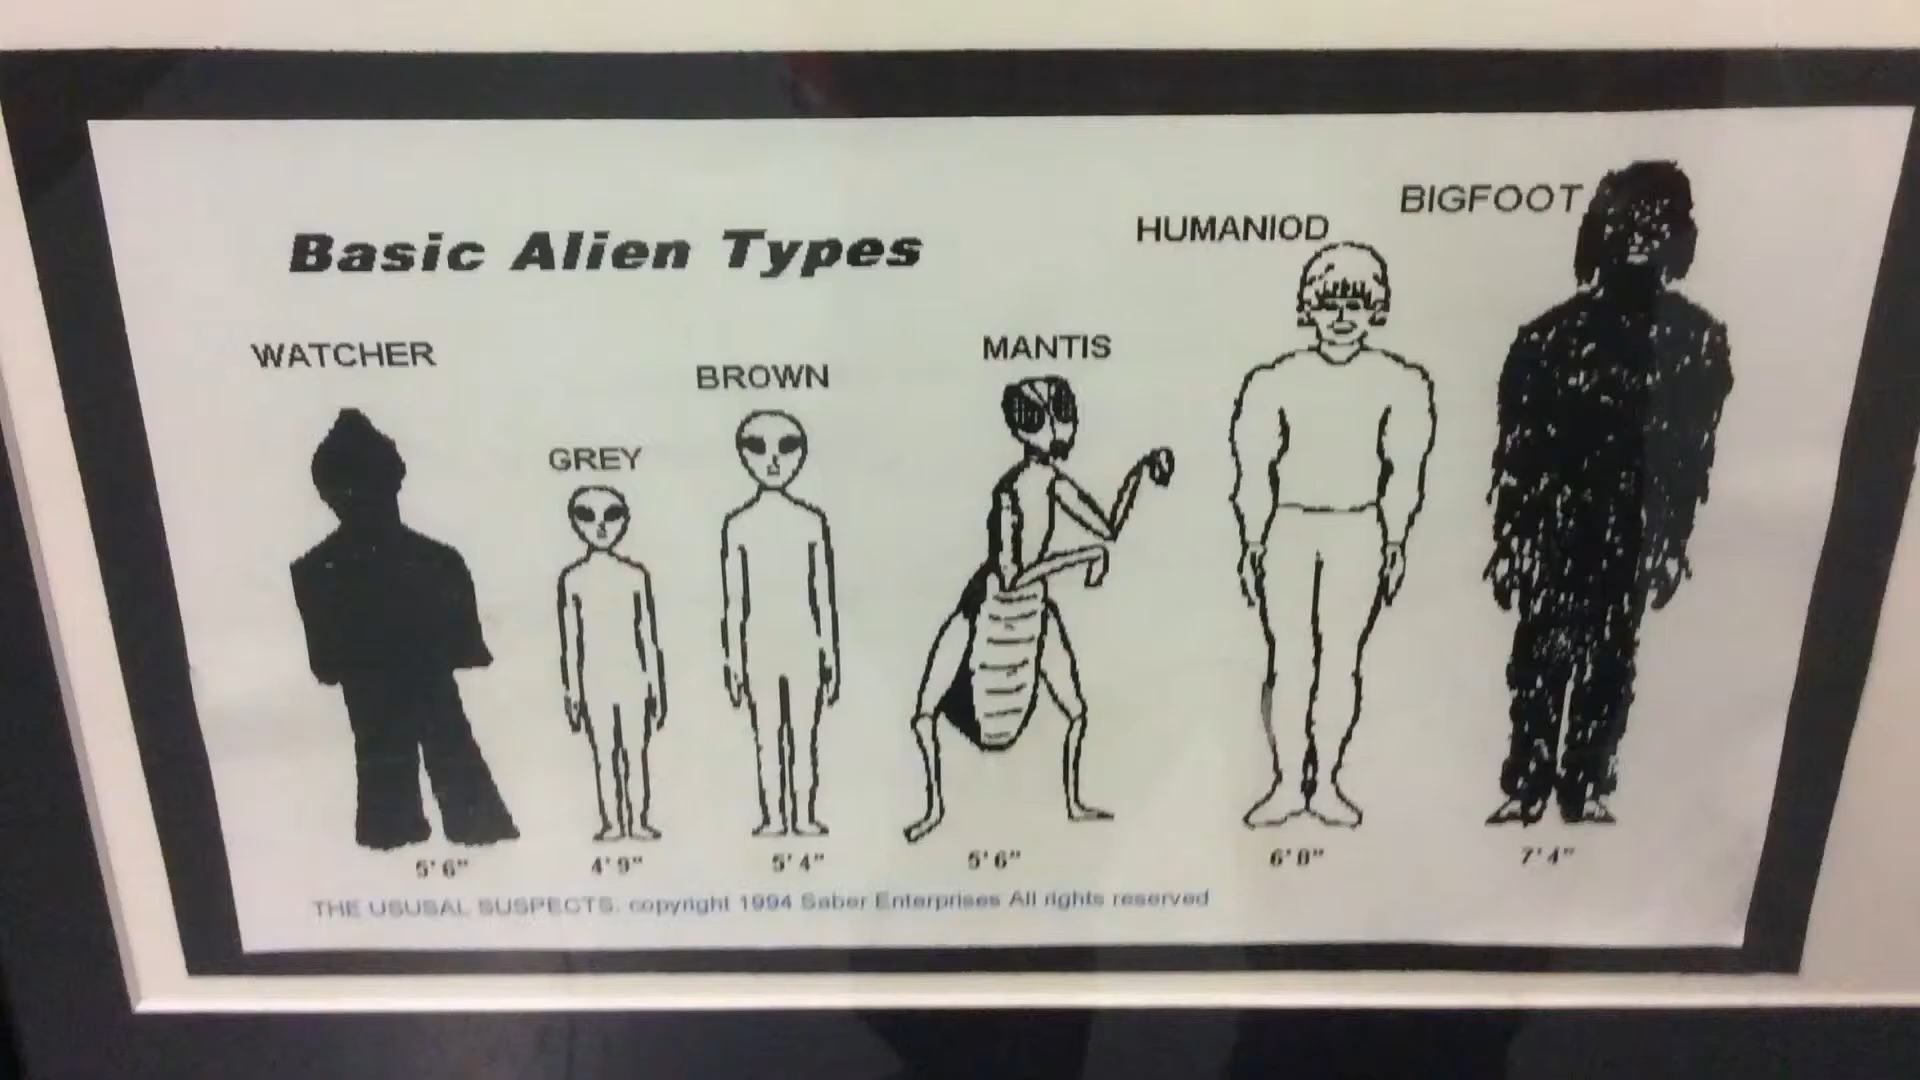 Basic Alien Types
WATCHER
GREY
BROWN
MANTIS
HUMANIOD
BIGFOOT
5'6"
4'9"
5'4"
5'6"
6'0"
7'4"
THE USUSAL SUSPECTS. copyright 1994 Saber Enterprises All rights reserved